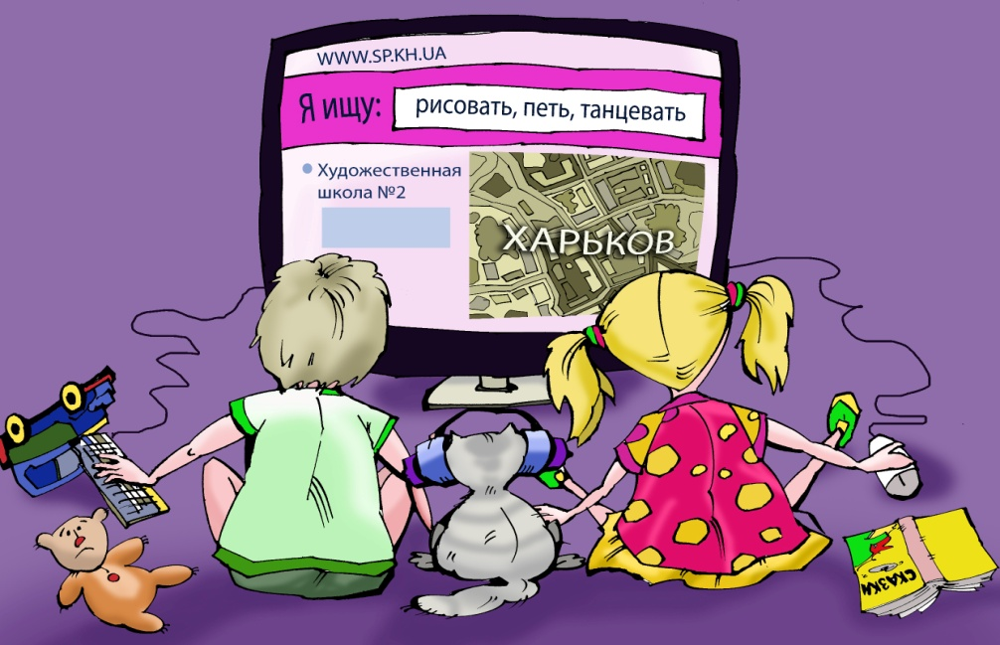 WWW.SP.KH.UA
Я ищу: рисовать, петь, танцевать
Художественная
школа №2
ХАРЬКОВ
СКАЗКИ